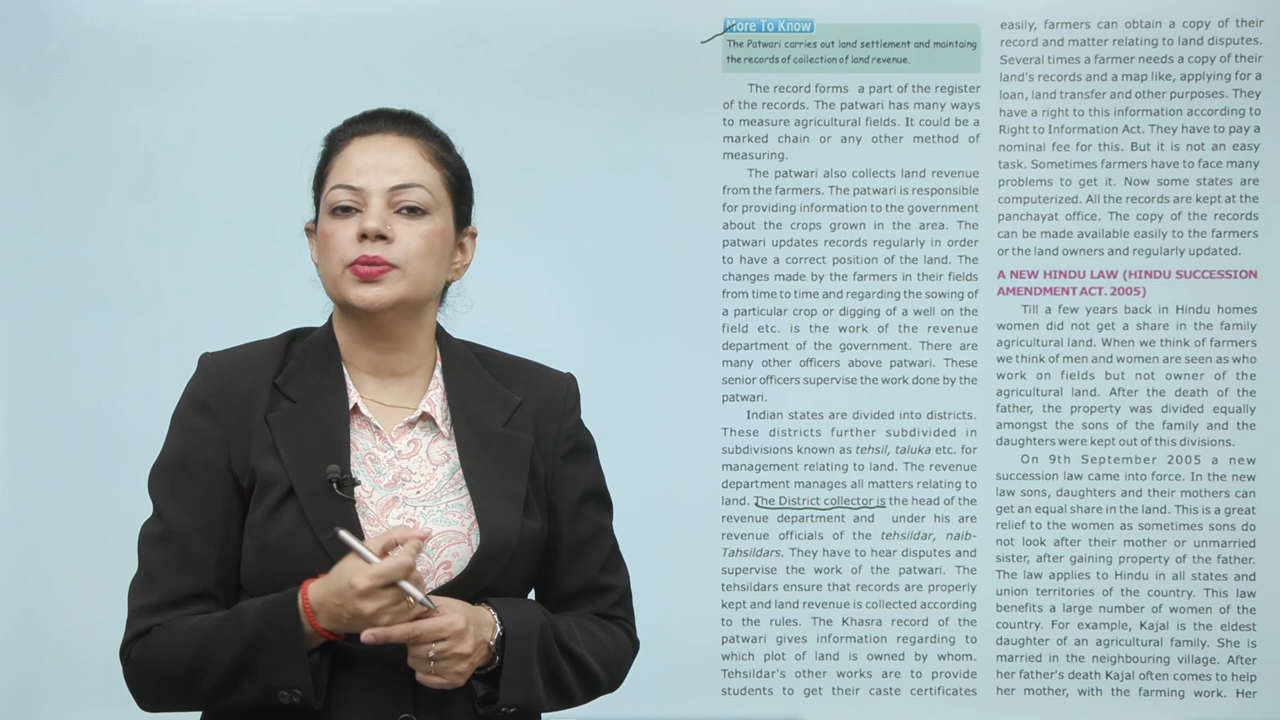 More To Know
The Patwari carries out land settlement and maintaing
the records of collection of land revenue.
The record forms a part of the register
of the records. The patwari has many ways
to measure agricultural fields. It could be a
marked chain or any other method of
measuring.
The patwari also collects land revenue
from the farmers. The patwari is responsible
for providing information to the government
about the crops grown in the area. The
patwari updates records regularly in order
to have a correct position of the land. The
changes made by the farmers in their fields
from time to time and regarding the sowing of
a particular crop or digging of a well on the
field etc. is the work of the revenue
department of the government. There are
many other officers above patwari. These
senior officers supervise the work done by the
patwari.
Indian states are divided into districts.
These districts further subdivided in
subdivisions known as tehsil, taluka etc. for
management relating to land. The revenue
department manages all matters relating to
land. The District collector is the head of the
revenue department and under his are
revenue officials of the tehsildar, naib-
Tahsildars. They have to hear disputes and
supervise the work of the patwari. The
tehsildars ensure that records are properly
kept and land revenue is collected according
to the rules. The Khasra record of the
patwari gives information regarding to
which plot of land is owned by whom.
Tehsildar's other works are to provide
students to get their caste certificates
easily, farmers can obtain a copy of their
record and matter relating to land disputes.
Several times a farmer needs a copy of their
land's records and a map like, applying for a
loan, land transfer and other purposes. They
have a right to this information according to
Right to Information Act. They have to pay a
nominal fee for this. But it is not an easy
task. Sometimes farmers have to face many
problems to get it. Now some states are
computerized. All the records are kept at the
panchayat office. The copy of the records
can be made available easily to the farmers
or the land owners and regularly updated.
A NEW HINDU LAW (HINDU SUCCESSION
AMENDMENT ACT. 2005)
Till a few years back in Hindu homes
women did not get a share in the family
agricultural land. When we think of farmers
we think of men and women are seen as who
work on fields but not owner of the
agricultural land. After the death of the
father, the property was divided equally
amongst the sons of the family and the
daughters were kept out of this divisions.
On 9th September 2005 a new
succession law came into force. In the new
law sons, daughters and their mothers can
get an equal share in the land. This is a great
relief to the women as sometimes sons do
not look after their mother or unmarried
sister, after gaining property of the father.
The law applies to Hindu in all states and
union territories of the country. This law
benefits a large number of women of the
country. For example, Kajal is the eldest
daughter of an agricultural family. She is
married in the neighbouring village. After
her father's death Kajal often comes to help
her mother, with the farming work. Her